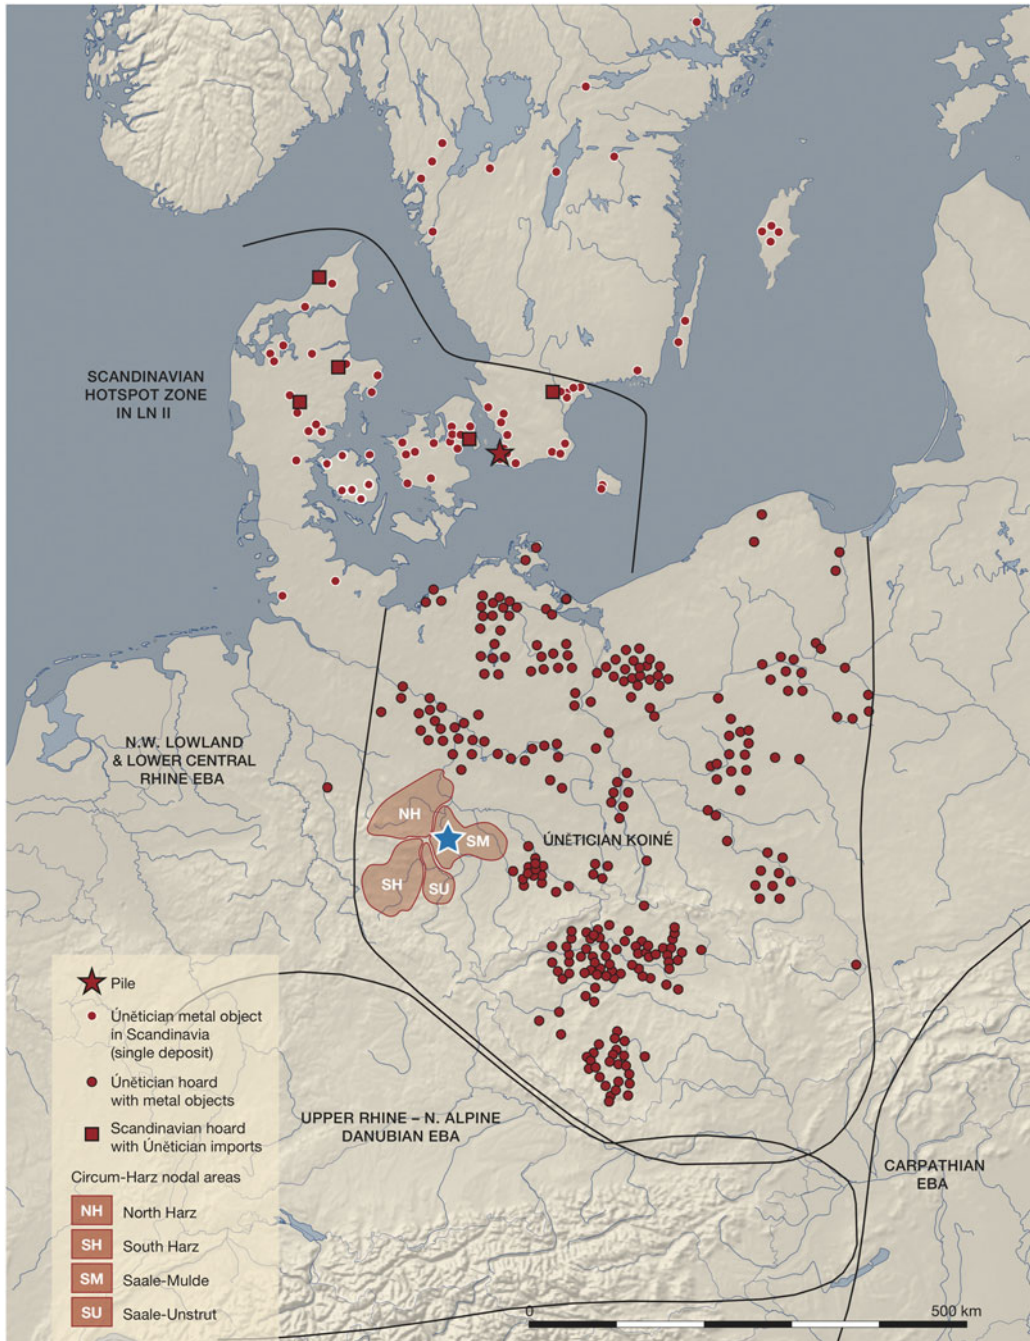 SCANDINAVIAN
HOTSPOT ZONE
IN LN II
N.W. LOWLAND
& LOWER CENTRAL
RHINE EBA
NH
SM
SH
SU
ÚNĚTICIAN KOINÉ
UPPER RHINE – N. ALPINE
DANUBIAN EBA
CARPATHIAN
EBA
Pile
Únětician metal object
in Scandinavia
(single deposit)
Únětician hoard
with metal objects
Scandinavian hoard
with Únětician imports
Circum-Harz nodal areas
NH North Harz
SH South Harz
SM Saale-Mulde
SU Saale-Unstrut
0 500 km